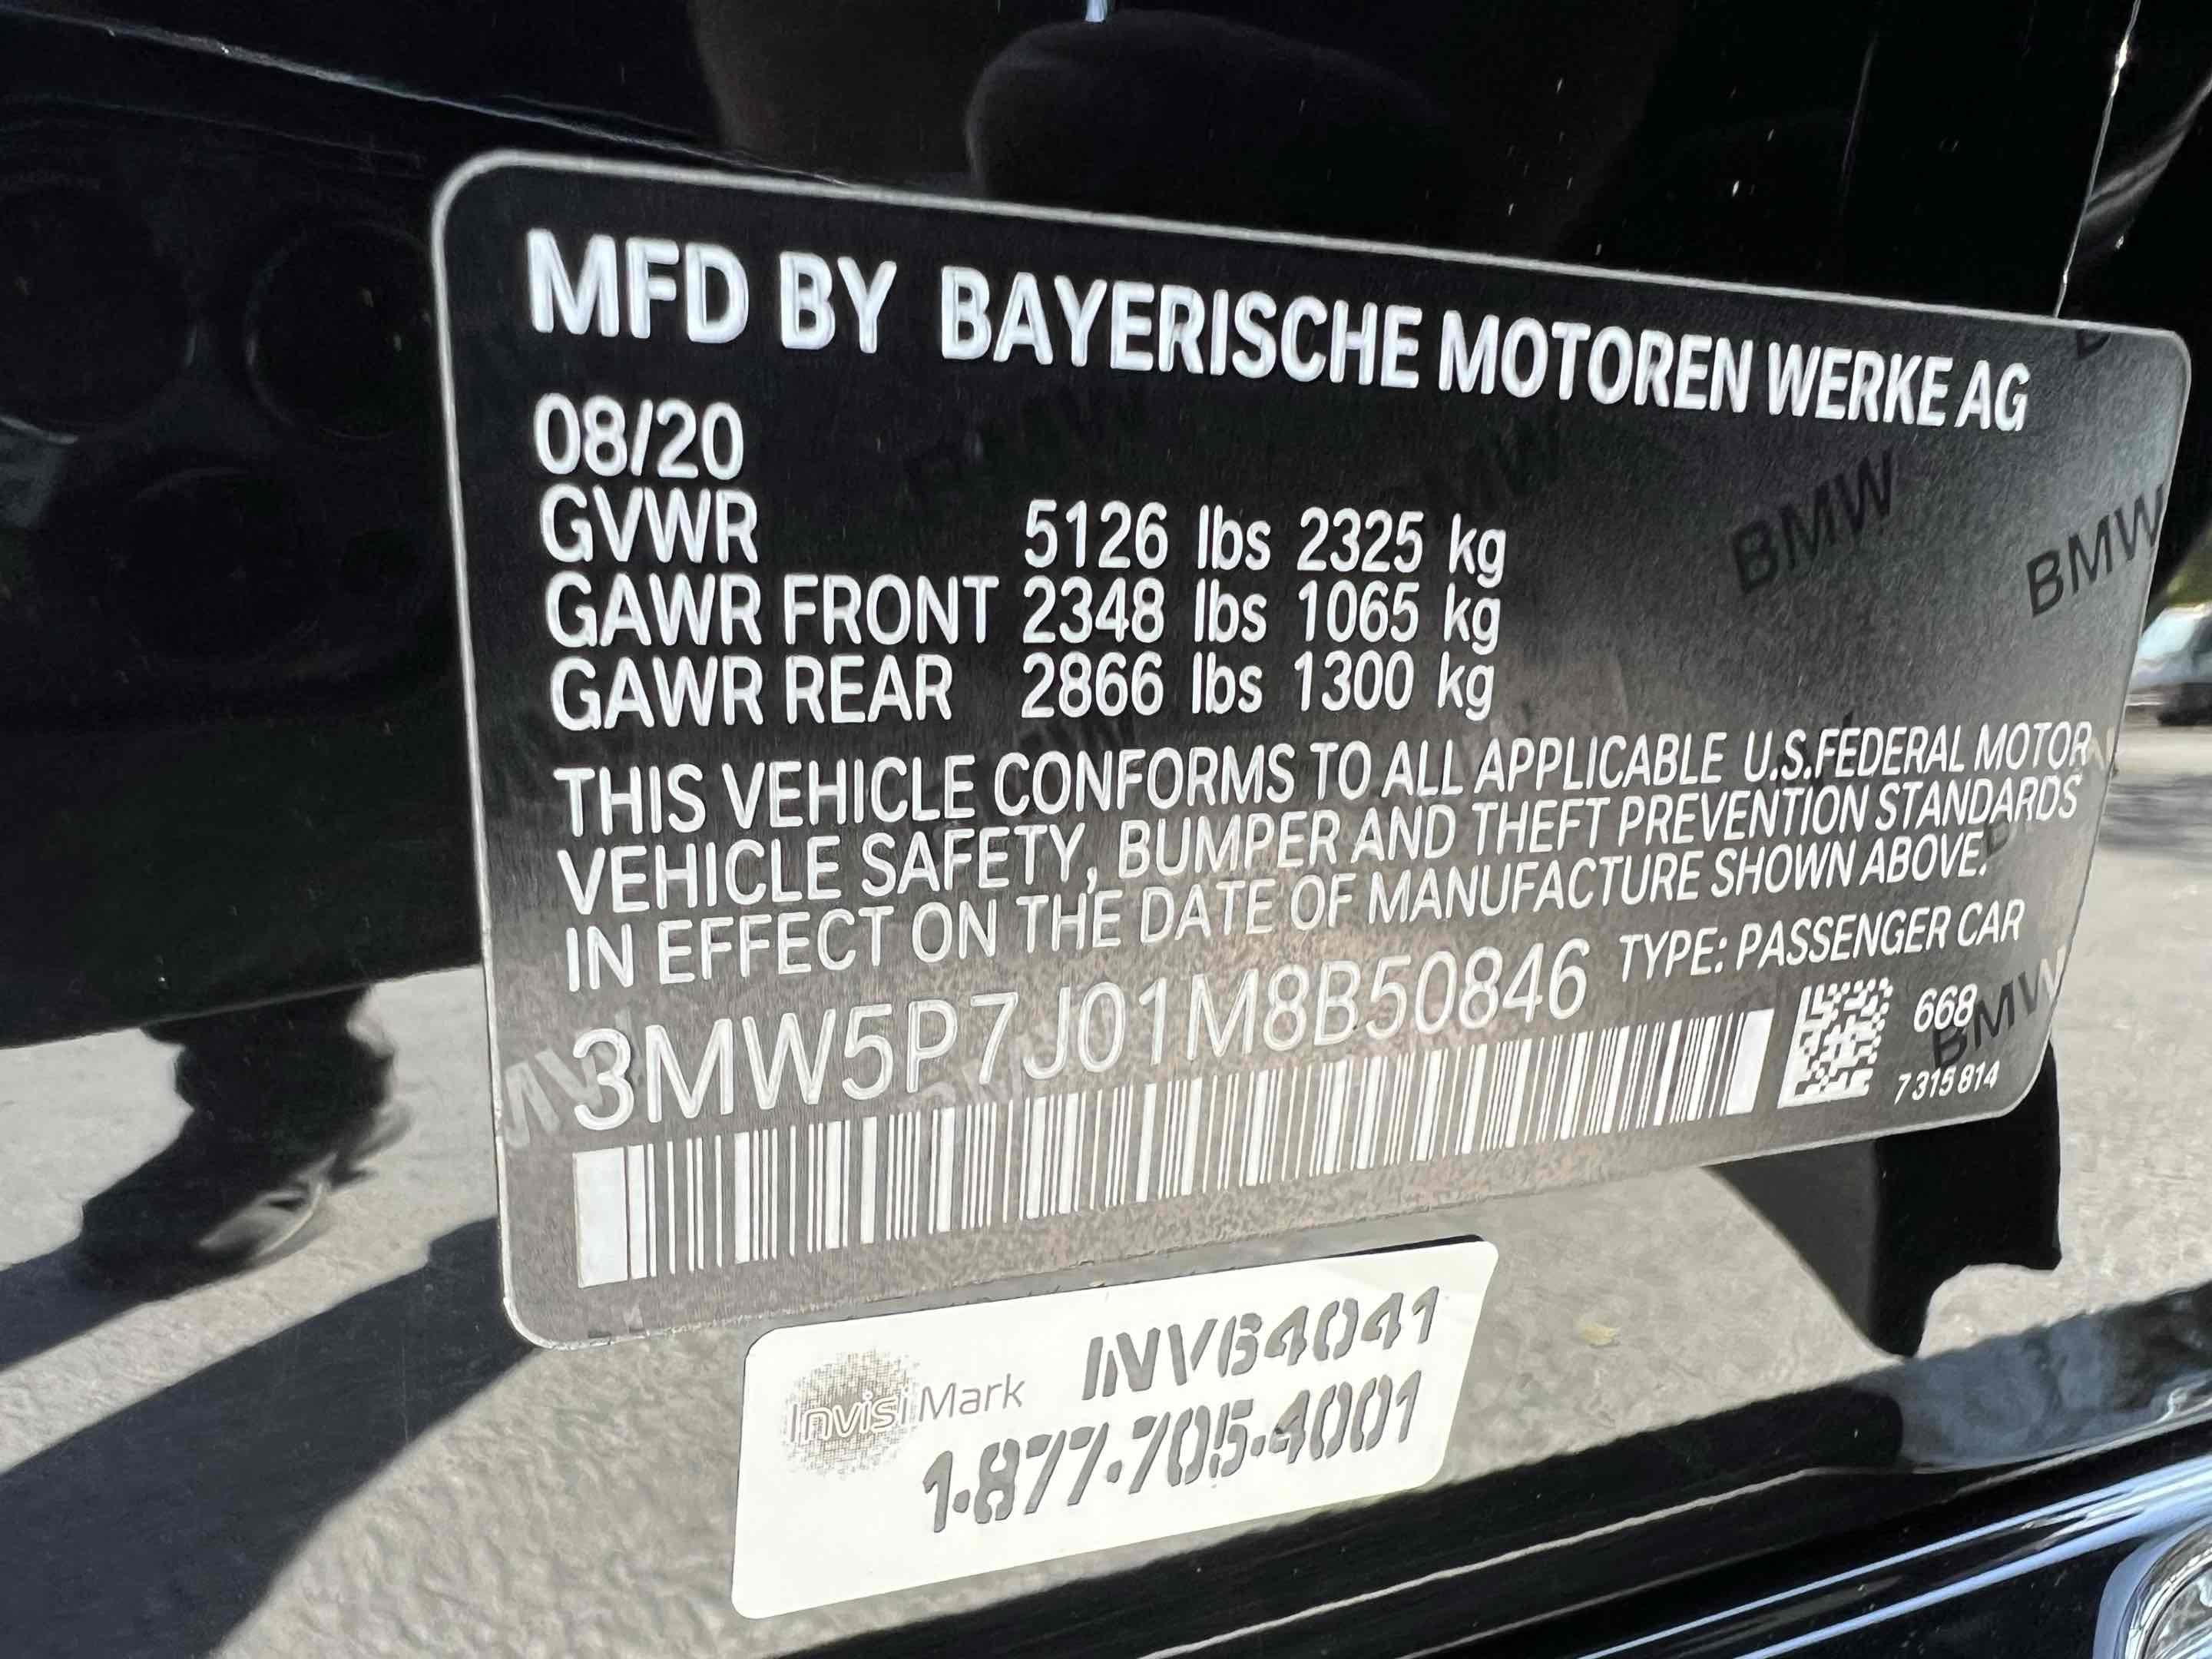 MFD BY BAYERISCHE MOTOREN WERKE AG
08/20
GVWR 5126 lbs 2325 kg
GAWR FRONT 2348 lbs 1065 kg
GAWR REAR 2866 lbs 1300 kg
THIS VEHICLE CONFORMS TO ALL APPLICABLE U.S.FEDERAL MOTOR
VEHICLE SAFETY, BUMPER AND THEFT PREVENTION STANDARDS
IN EFFECT ON THE DATE OF MANUFACTURE SHOWN ABOVE.
3MW5P7J01M8B50846 TYPE: PASSENGER CAR
668
7315814
BMW
BMW
BMW
InvisiMark INV64041
1-877-705-4001